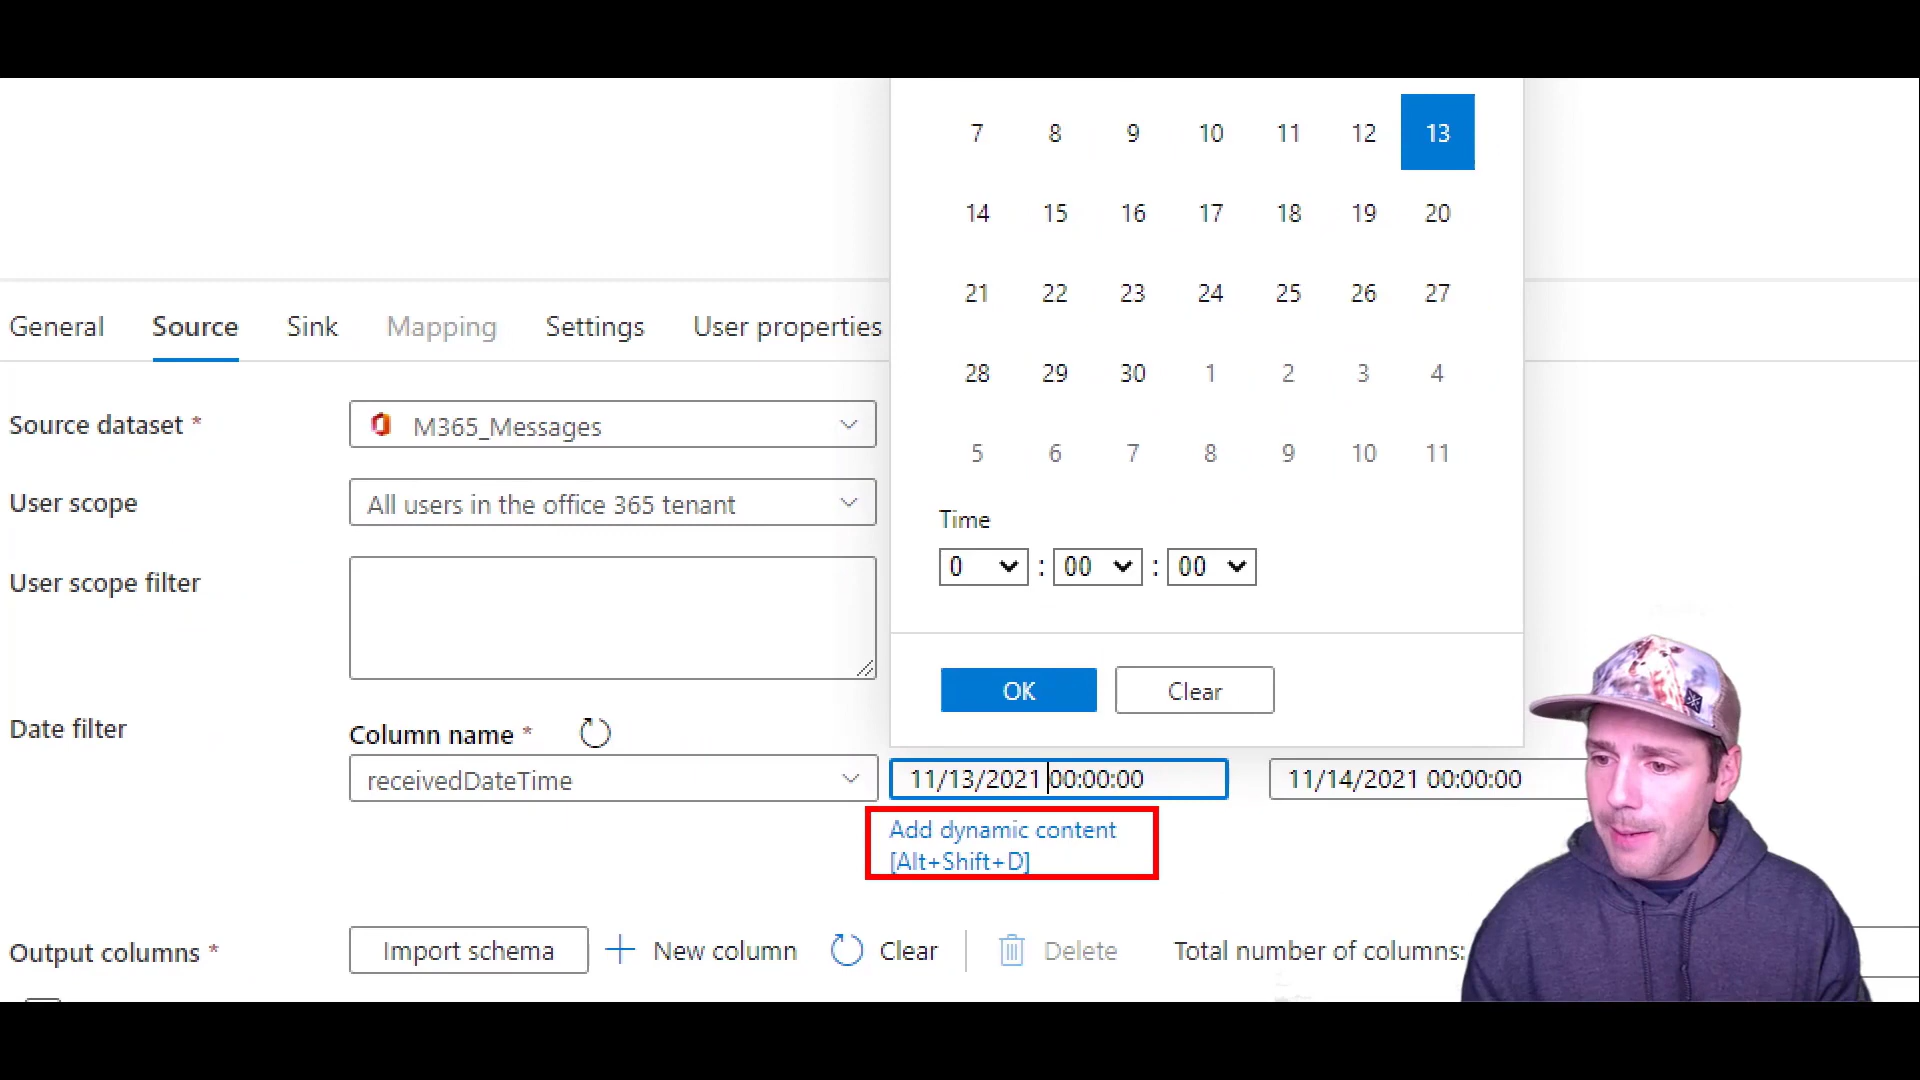 7 8 9 10 11 12 13
14 15 16 17 18 19 20
21 22 23 24 25 26 27
28 29 30 1 2 3 4
5 6 7 8 9 10 11
Time
0 : 00 : 00
OK Clear
General Source Sink Mapping Settings User properties
Source dataset * M365_Messages
User scope All users in the office 365 tenant
User scope filter
Date filter Column name *
receivedDateTime 11/13/2021 00:00:00 11/14/2021 00:00:00
Add dynamic content
[Alt+Shift+D]
Output columns * Import schema New column Clear Delete Total number of columns: